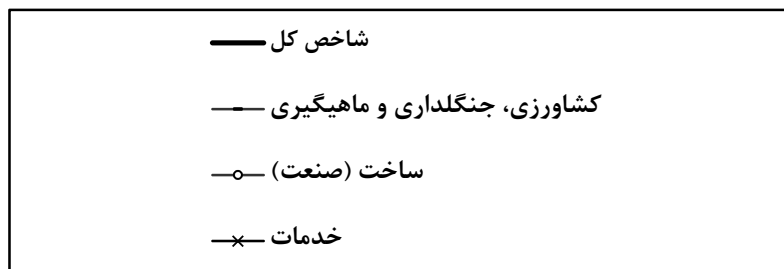 شاخص کل
کشاورزی، جنگلداری و ماهیگیری
ساخت (صنعت)
خدمات